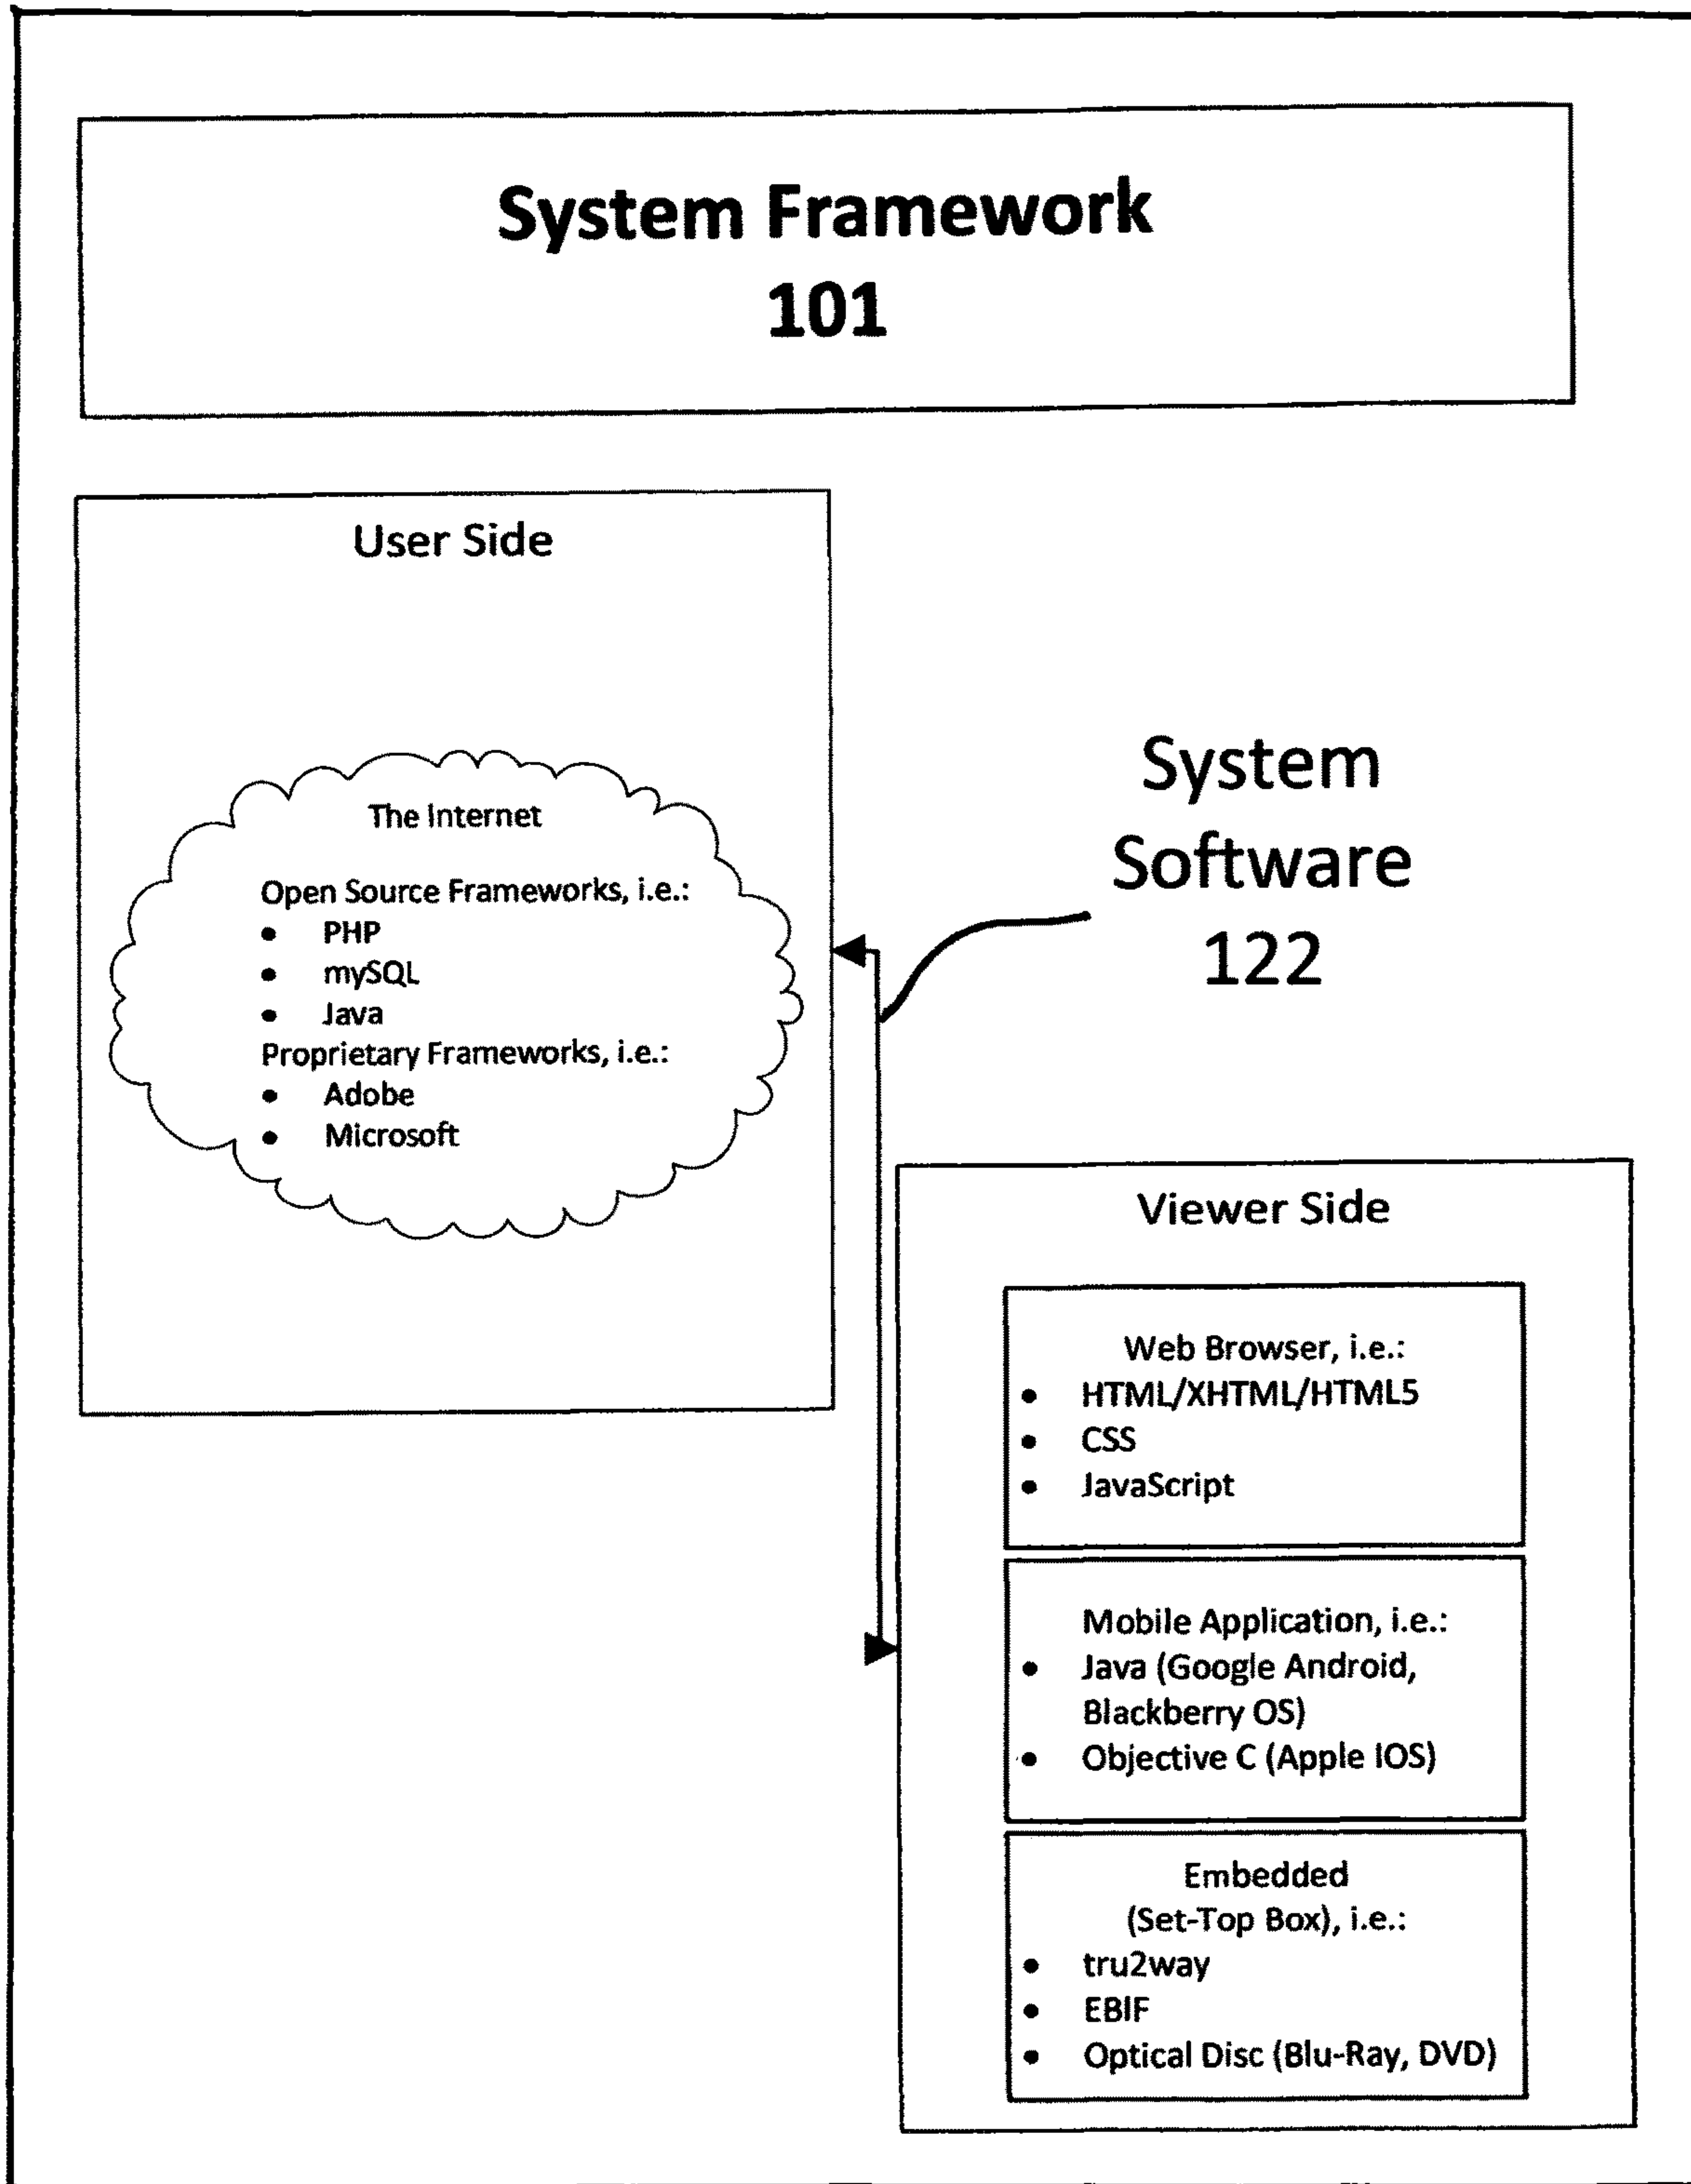 System Framework
101
User Side
The Internet
Open Source Frameworks, i.e.:
• PHP
• mySQL
• Java
Proprietary Frameworks, i.e.:
• Adobe
• Microsoft
System
Software
122
Viewer Side
Web Browser, i.e.:
• HTML/XHTML/HTML5
• CSS
• JavaScript
Mobile Application, i.e.:
• Java (Google Android,
Blackberry OS)
• Objective C (Apple IOS)
Embedded
(Set-Top Box), i.e.:
• tru2way
• EBIF
• Optical Disc (Blu-Ray, DVD)